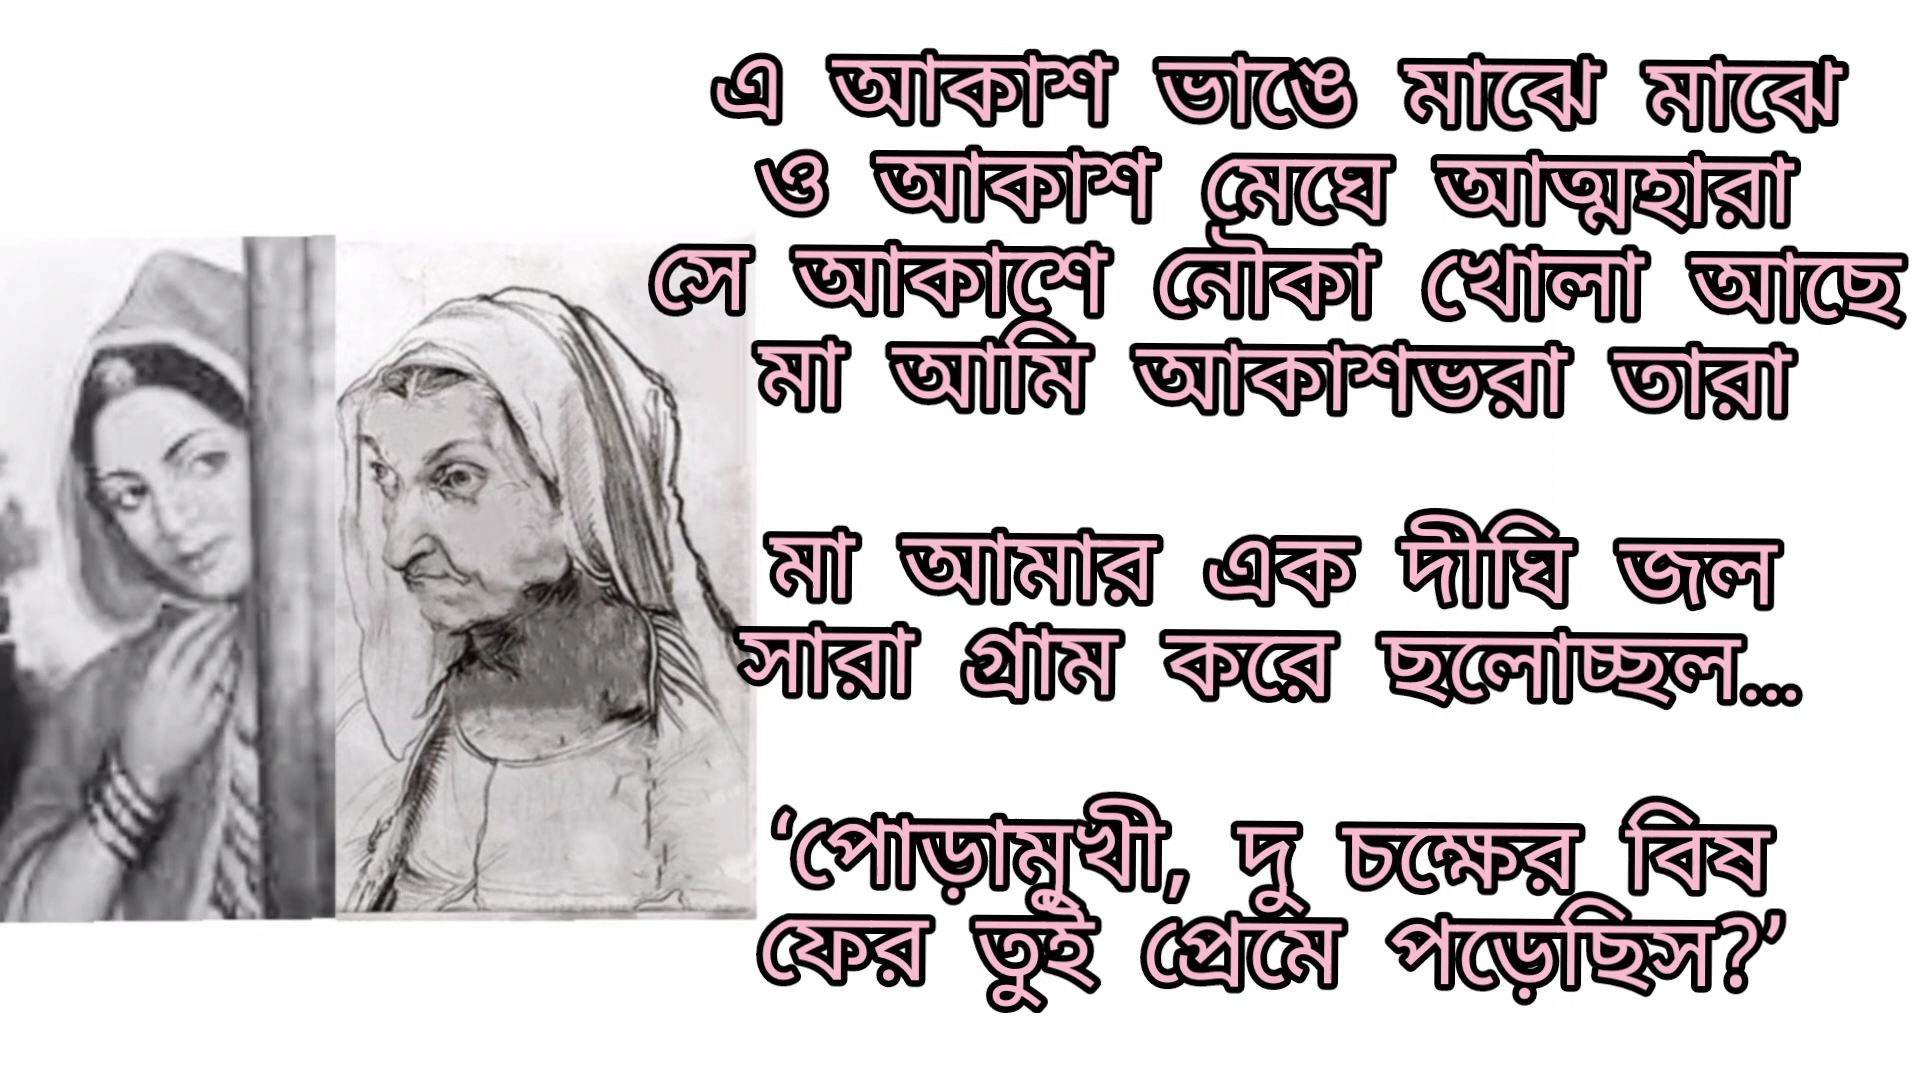 এ আকাশ ভাঙে মাঝে মাঝে
ও আকাশ মেঘে আত্মহারা
সে আকাশে নৌকা খোলা আছে
মা আমি আকাশভরা তারা
মা আমার এক দীঘি জল
সারা গ্রাম করে ছলোচ্ছল...
‘পোড়ামুখী, দু চক্ষের বিষ
ফের তুই প্রেমে পড়েছিস?’